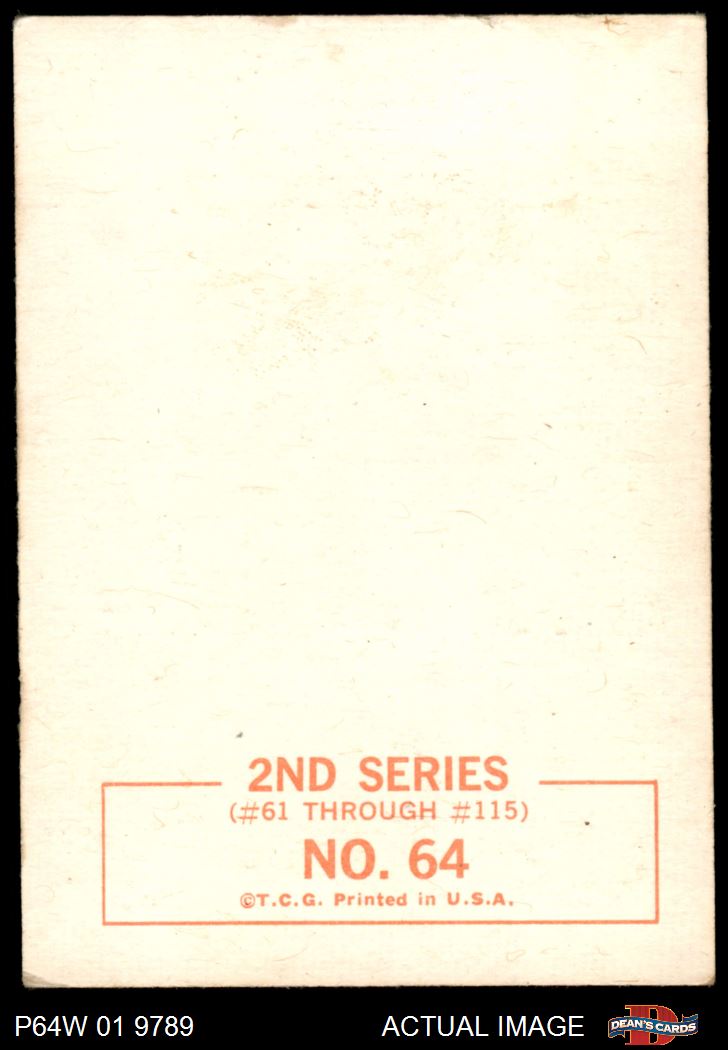 2ND SERIES
(#61 THROUGH #115)
NO. 64
©T.C.G. Printed in U.S.A.
P64W 01 9789 ACTUAL IMAGE DEAN'S CARDS